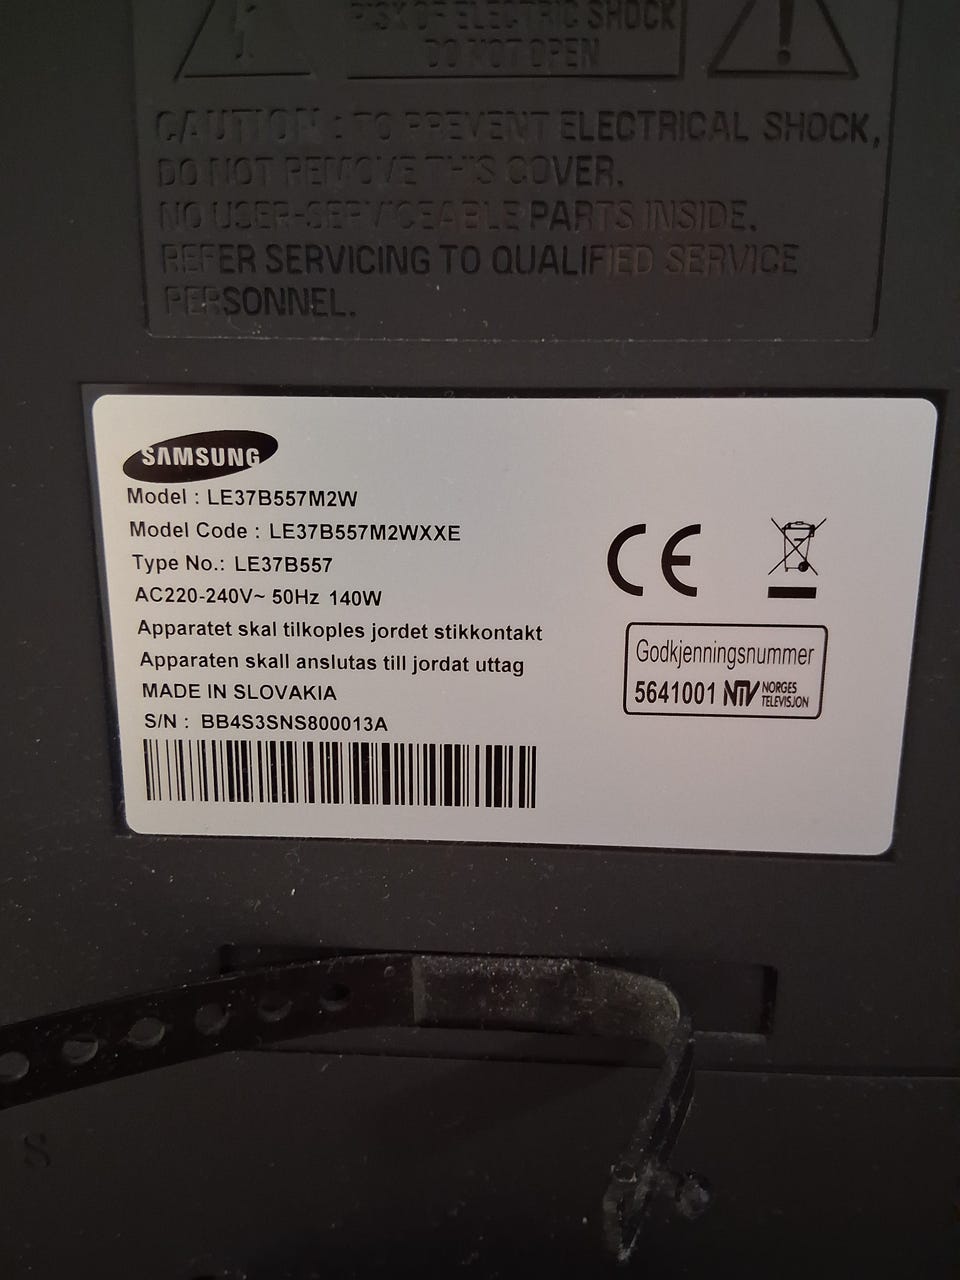 RISK OF ELECTRIC SHOCK
DO NOT OPEN
CAUTION : TO PREVENT ELECTRICAL SHOCK,
DO NOT REMOVE THIS COVER.
NO USER-SERVICEABLE PARTS INSIDE.
REFER SERVICING TO QUALIFIED SERVICE
PERSONNEL.
SAMSUNG
Model : LE37B557M2W
Model Code : LE37B557M2WXXE
Type No.: LE37B557
AC220-240V~ 50Hz 140W
Apparatet skal tilkoples jordet stikkontakt
Apparaten skall anslutas till jordat uttag
MADE IN SLOVAKIA
S/N : BB4S3SNS800013A
CE
Godkjenningsnummer
5641001 NTV NORGES
TELEVISJON
S